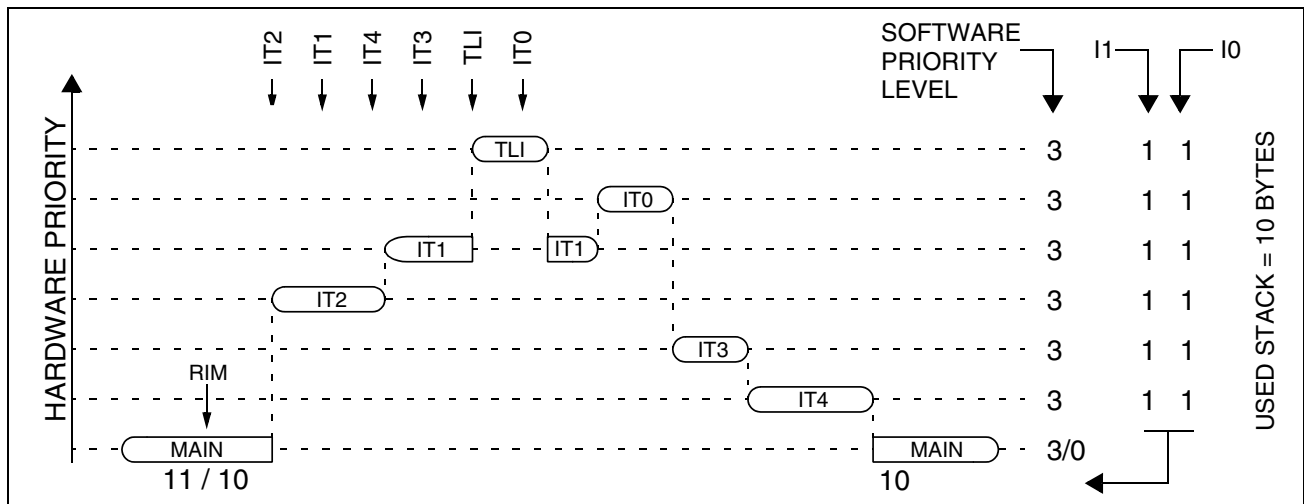 IT2
IT1
IT4
IT3
TLI
IT0
SOFTWARE
PRIORITY
LEVEL
I1
I0
HARDWARE PRIORITY
TLI
3
1 1
IT0
3
1 1
IT1
IT1
3
1 1
IT2
3
1 1
IT3
3
1 1
RIM
IT4
3
1 1
MAIN
MAIN
3/0
11 / 10
10
USED STACK = 10 BYTES